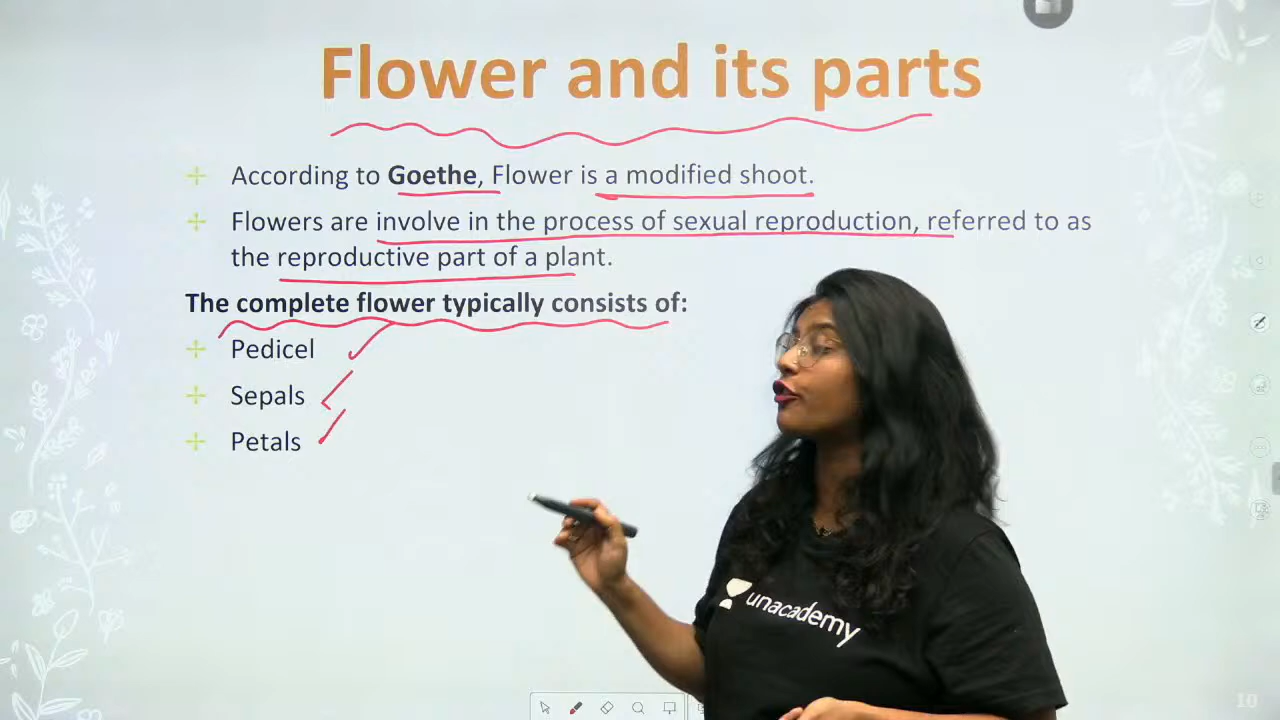 Flower and its parts
According to Goethe, Flower is a modified shoot.
Flowers are involve in the process of sexual reproduction, referred to as
the reproductive part of a plant.
The complete flower typically consists of:
Pedicel
Sepals
Petals
unacademy
10